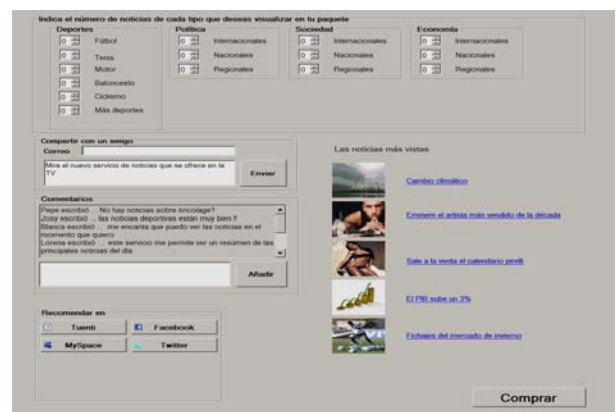 Indica el número de noticias de cada tipo que deseas visualizar en tu paquete
Deportes
0 Fútbol
0 Tenis
0 Motor
0 Baloncesto
0 Ciclismo
0 Más deportes
Política
0 Internacionales
0 Nacionales
0 Regionales
Sociedad
0 Internacionales
0 Nacionales
0 Regionales
Economía
0 Internacionales
0 Nacionales
0 Regionales
Compartir con un amigo
Correo
Mira el nuevo servicio de noticias que se ofrece en la
TV
Enviar
Comentarios
Pepe escribió ... No hay noticias sobre bricolage?
Josy escribió ... las noticias deportivas están muy bien !
Blanca escribió ... me encanta que puedo ver las noticias en el
momento que quiero
Lorena escribió ... este servicio me permite ver un resúmen de las
principales noticias del día
Añadir
Recomendar en
Tuenti
Facebook
MySpace
Twitter
Las noticias más vistas
Cambio climático
Eminem el artista más vendido de la década
Sale a la venta el calendario pirelli
El PIB sube un 3%
Fichajes del mercado de invierno
Comprar